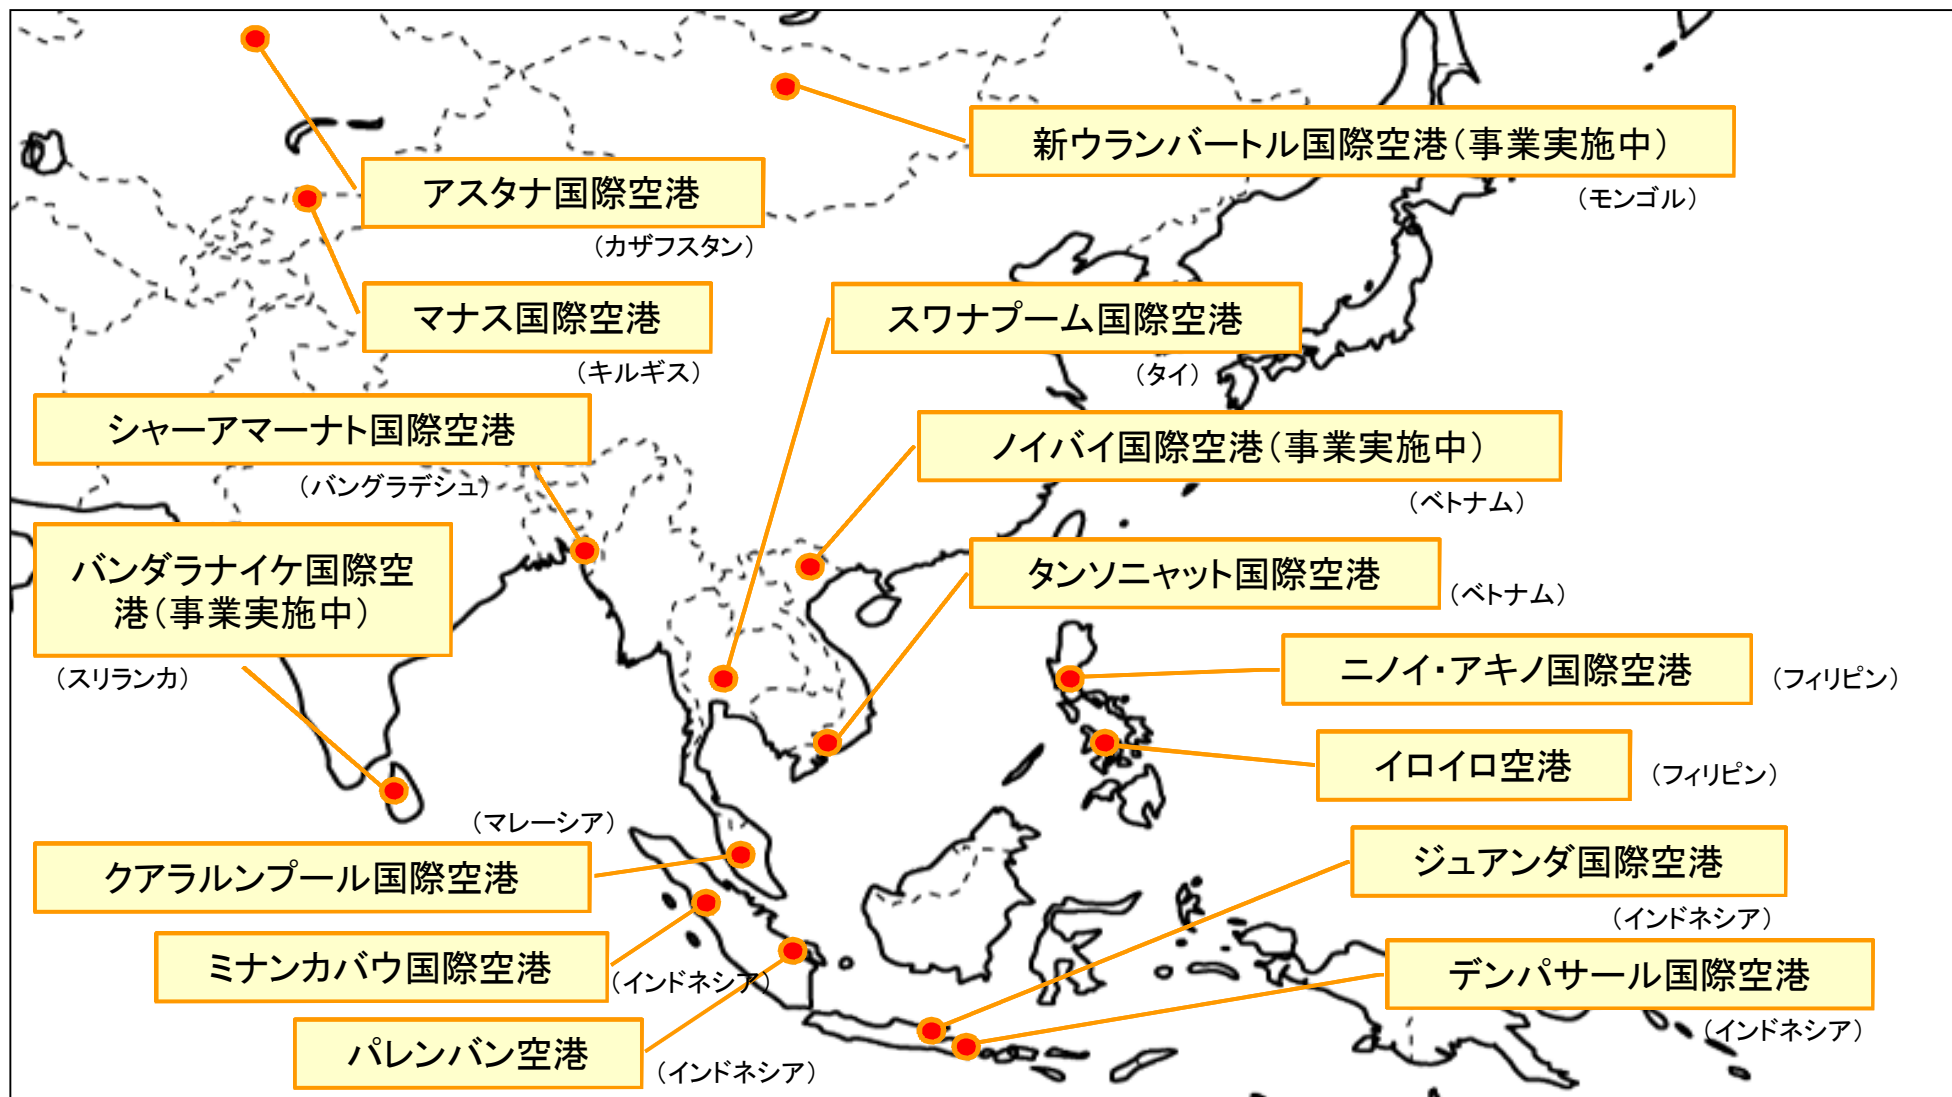 新ウランバートル国際空港（事業実施中）
（モンゴル）
アスタナ国際空港
（カザフスタン）
マナス国際空港
（キルギス）
スワナプーム国際空港
（タイ）
シャーアマーナト国際空港
（バングラデシュ）
ノイバイ国際空港（事業実施中）
（ベトナム）
バンダラナイケ国際空
港（事業実施中）
（スリランカ）
タンソニャット国際空港
（ベトナム）
ニノイ・アキノ国際空港
（フィリピン）
イロイロ空港
（フィリピン）
（マレーシア）
クアラルンプール国際空港
ジュアンダ国際空港
（インドネシア）
ミナンカバウ国際空港
（インドネシア）
デンパサール国際空港
（インドネシア）
パレンバン空港
（インドネシア）